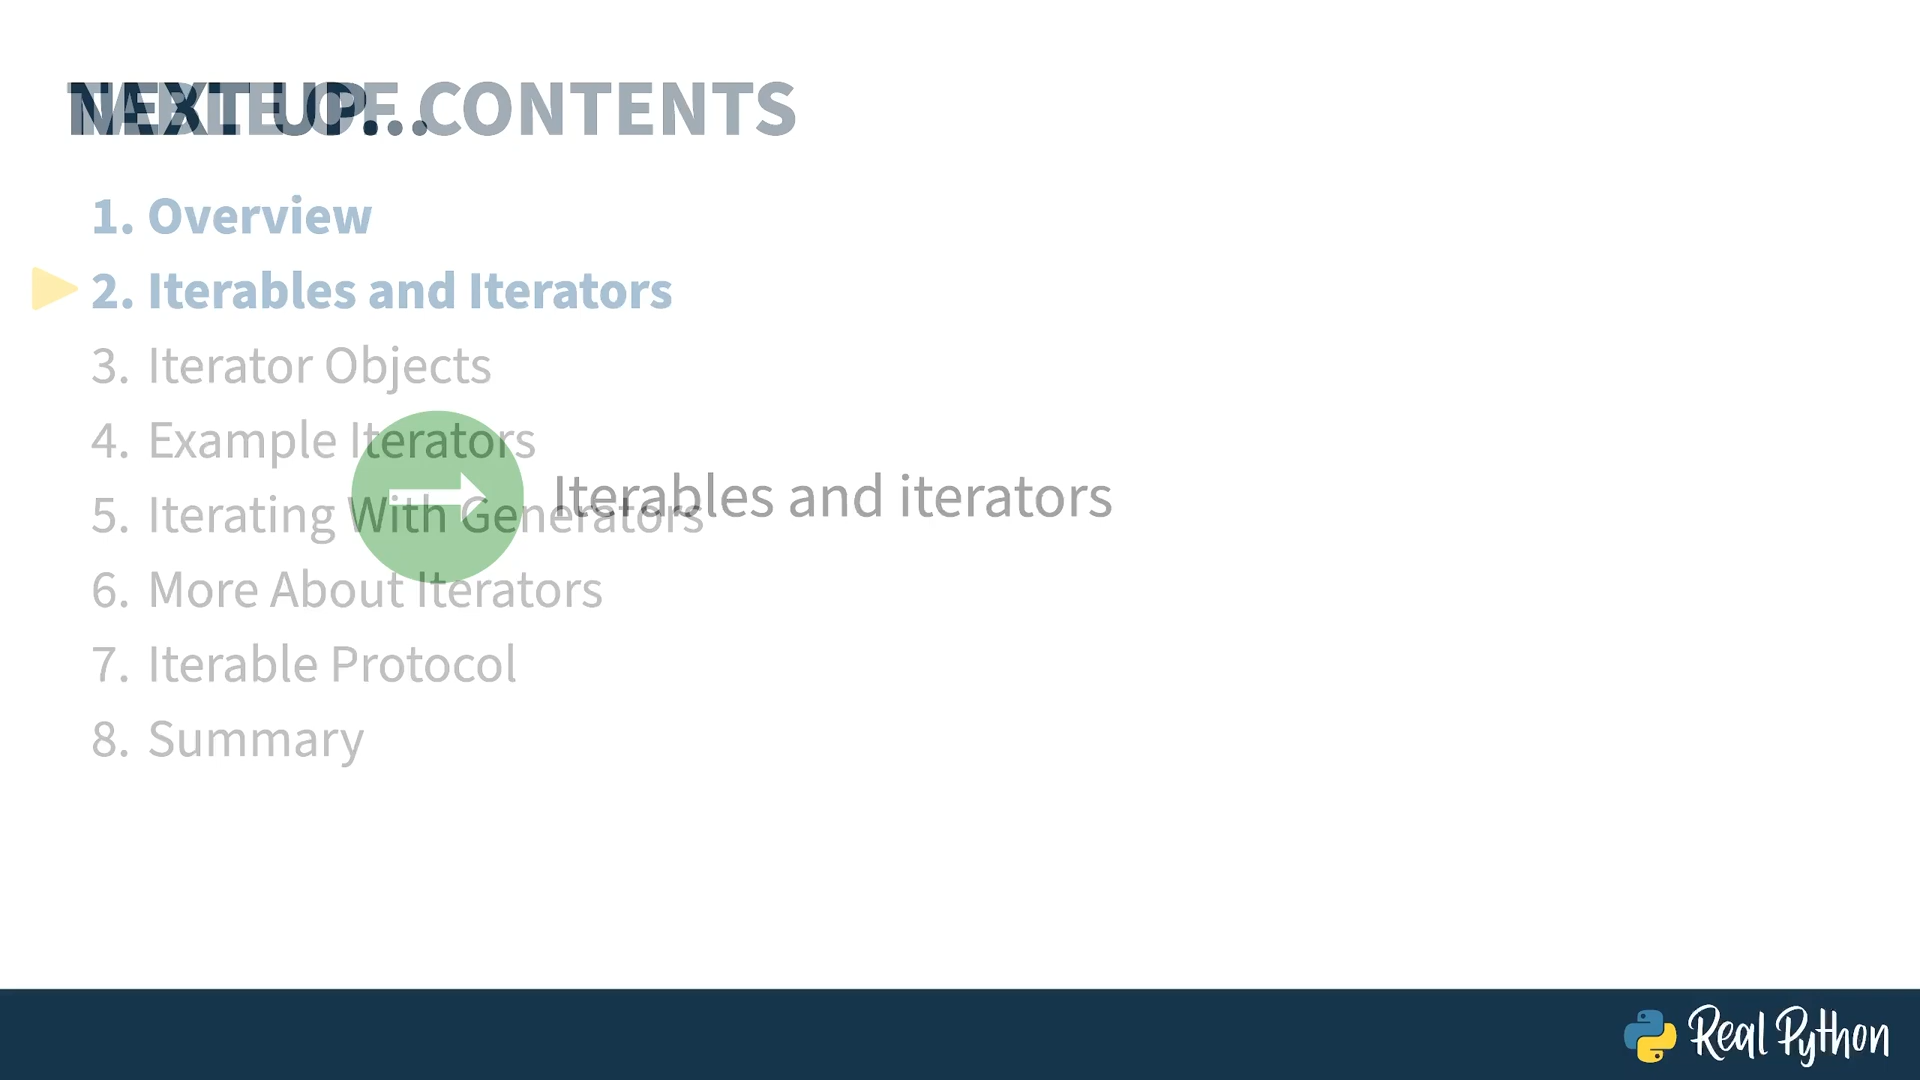 NEXT UP...
TABLE OF CONTENTS
1. Overview
2. Iterables and Iterators
3. Iterator Objects
4. Example Iterators
Iterables and iterators
5. Iterating With Generators
6. More About Iterators
7. Iterable Protocol
8. Summary
Real Python